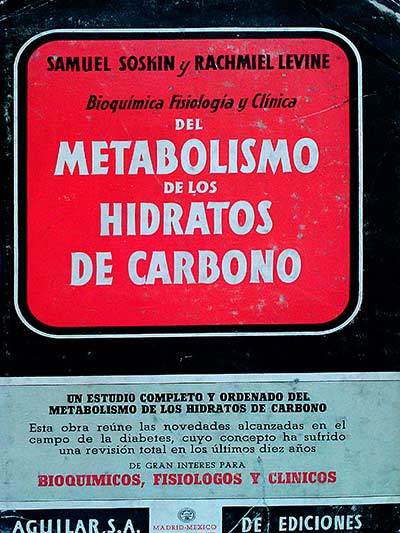 SAMUEL SOSKIN y RACHMIEL LEVINE
Bioquímica Fisiología y Clínica
DEL
METABOLISMO
DE LOS
HIDRATOS
DE CARBONO
UN ESTUDIO COMPLETO Y ORDENADO DEL
METABOLISMO DE LOS HIDRATOS DE CARBONO
Esta obra reúne las novedades alcanzadas en el
campo de la diabetes, cuyo concepto ha sufrido
una revisión total en los últimos diez años
DE GRAN INTERES PARA
BIOQUIMICOS, FISIOLOGOS Y CLINICOS
AGUILAR, S.A. MADRID-MEXICO DE EDICIONES